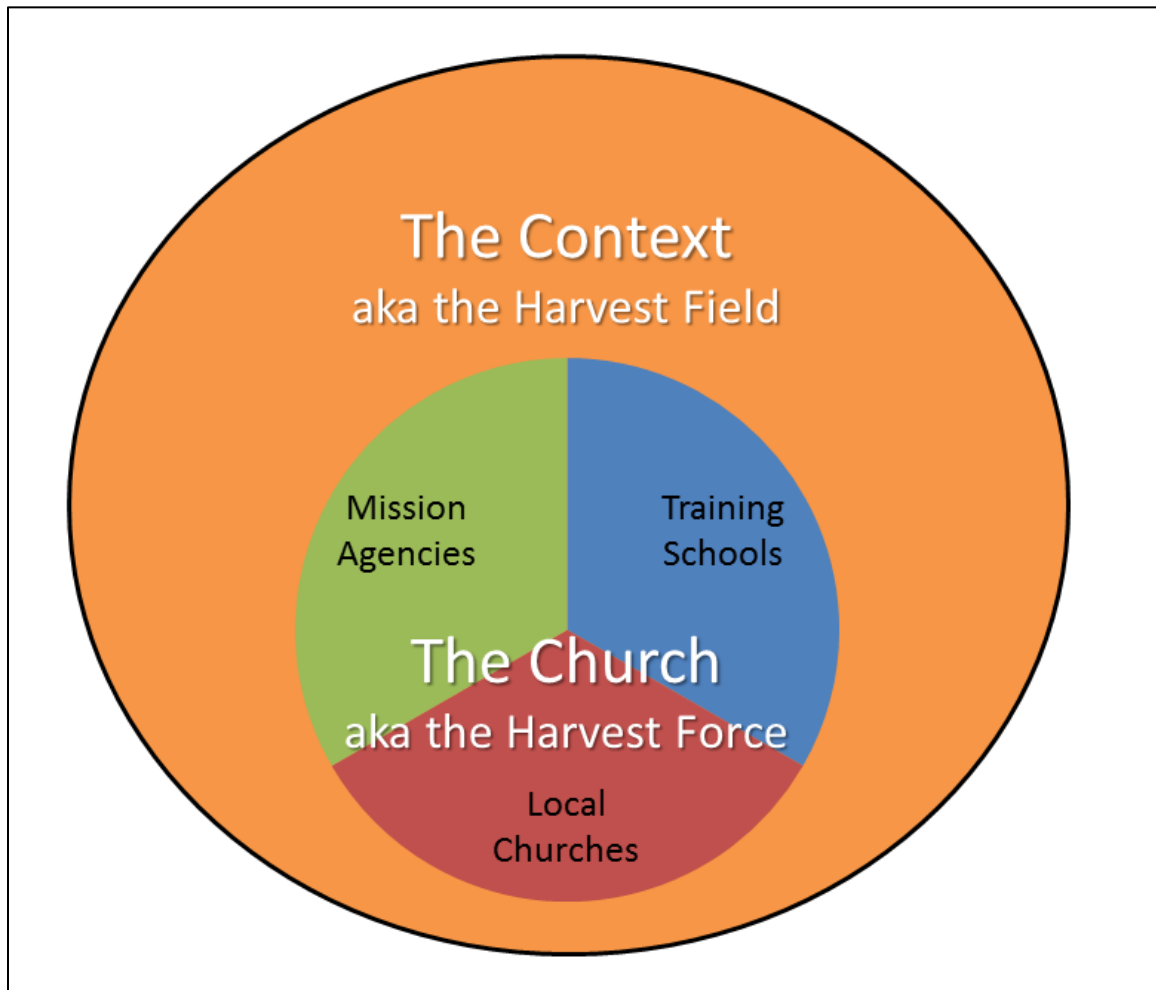 The Context
aka the Harvest Field
Mission
Agencies
Training
Schools
The Church
aka the Harvest Force
Local
Churches